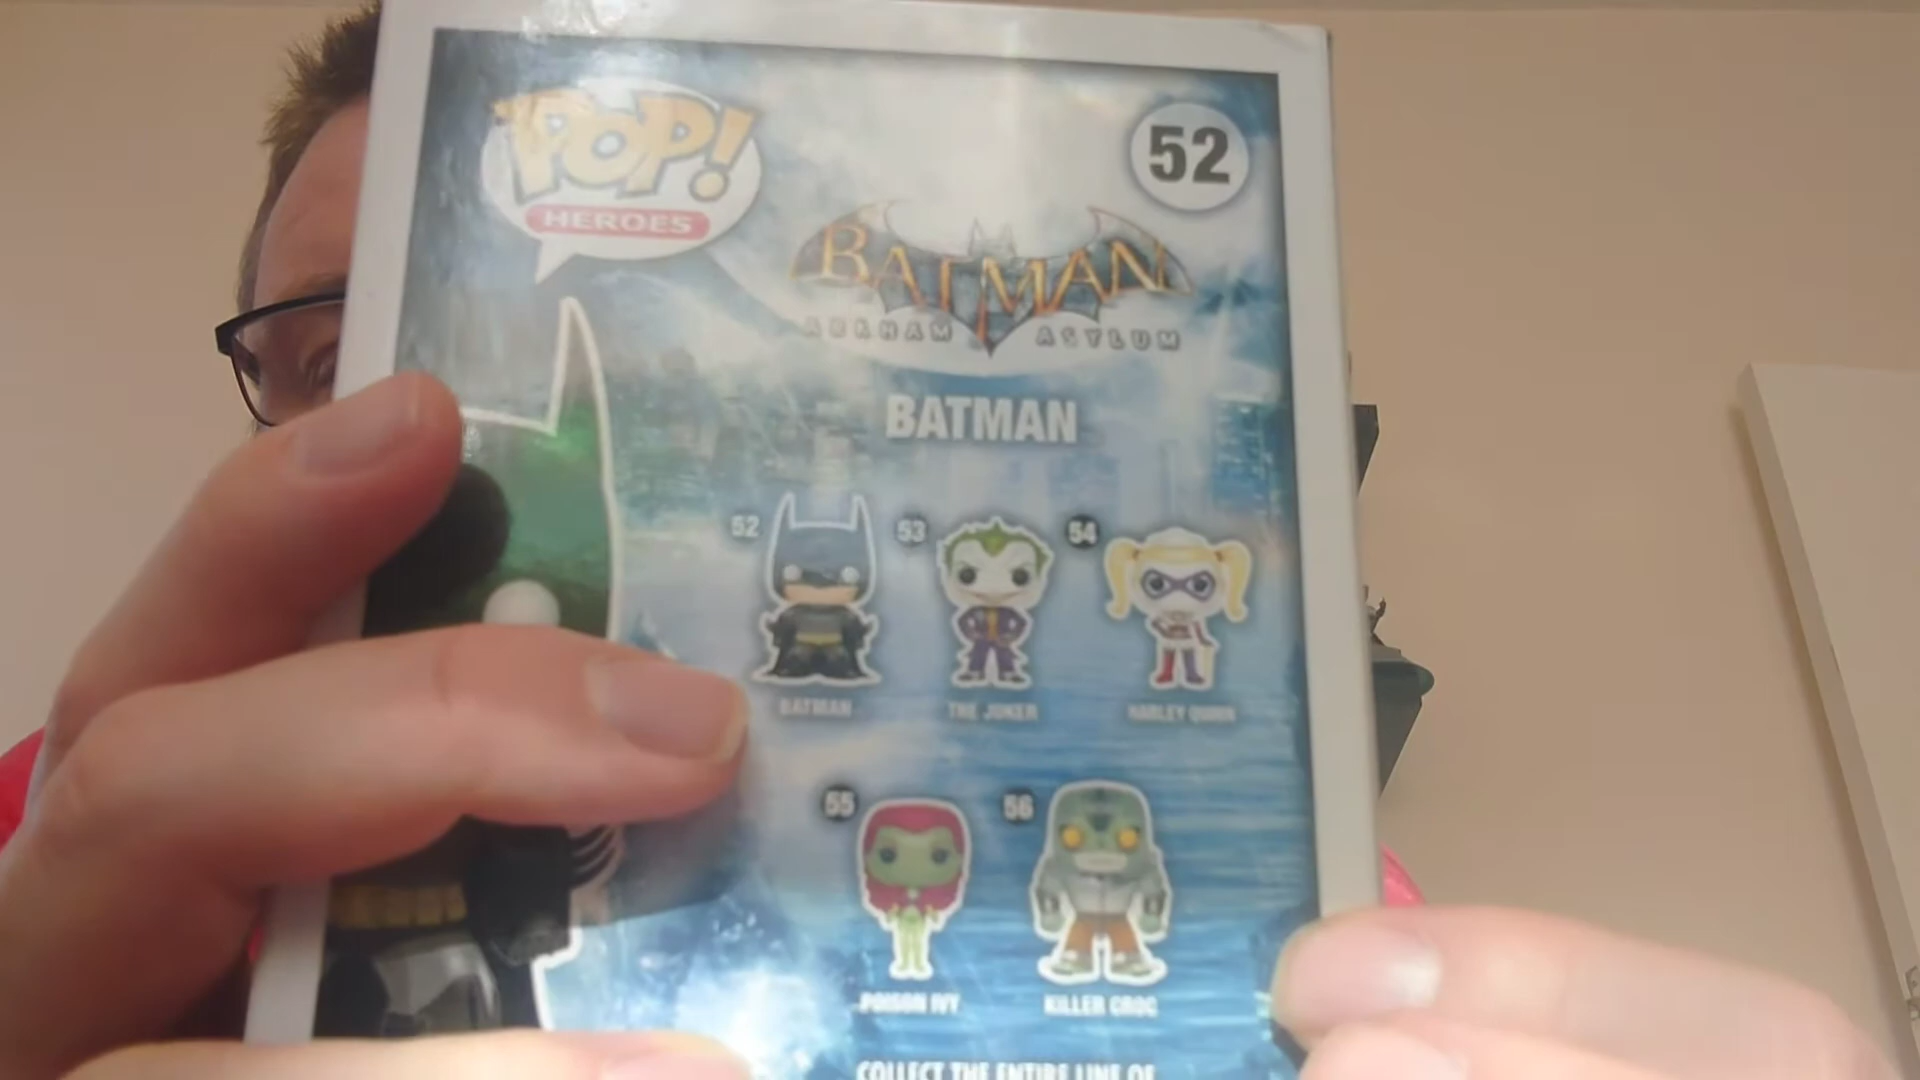 POP!
HEROES
52
BATMAN
ARKHAM ASYLUM
BATMAN
52
53
54
BATMAN
THE JOKER
HARLEY QUINN
55
56
POISON IVY
KILLER CROC
COLLECT THE ENTIRE LINE OF